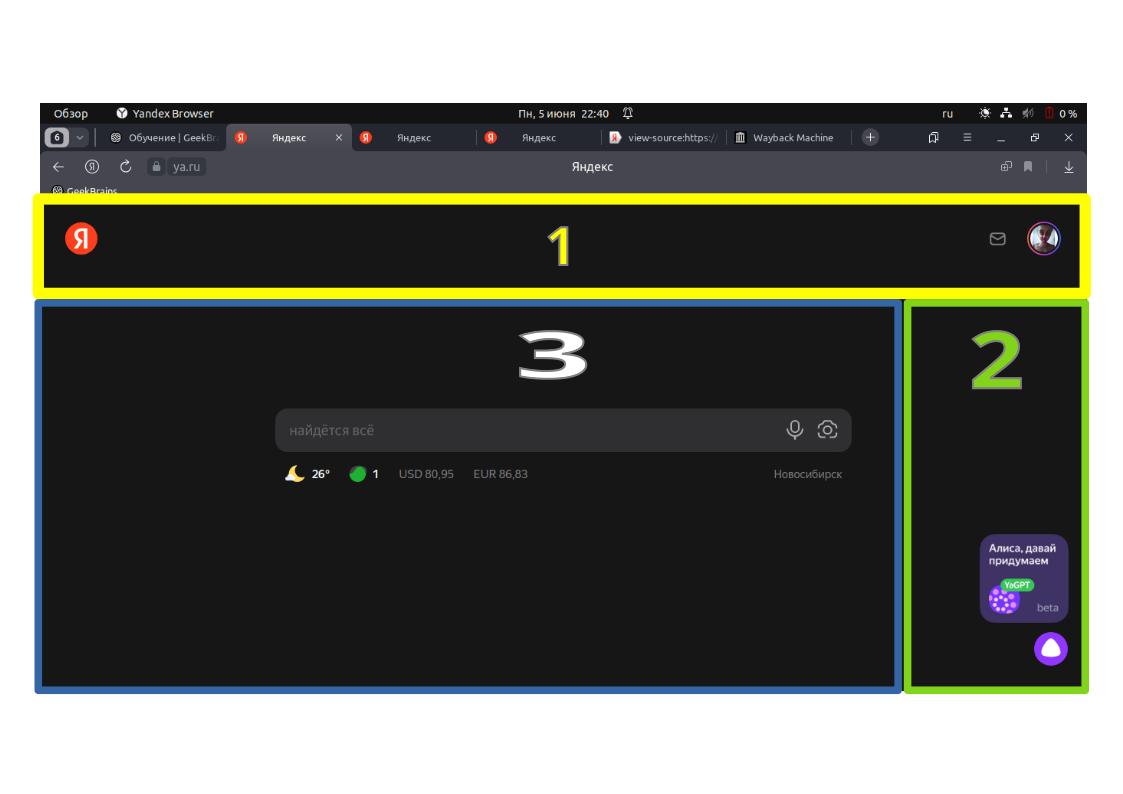 Обзор Yandex Browser Пн, 5 июня 22:40 ru 0 %
6 Обучение | GeekBra Яндекс Яндекс Яндекс view-source:https:// Wayback Machine
Я ya.ru Яндекс
GeekBrains
Я 1
3 2
найдётся всё
26° 1 USD 80,95 EUR 86,83 Новосибирск
Алиса, давай
придумаем
YaGPT
beta